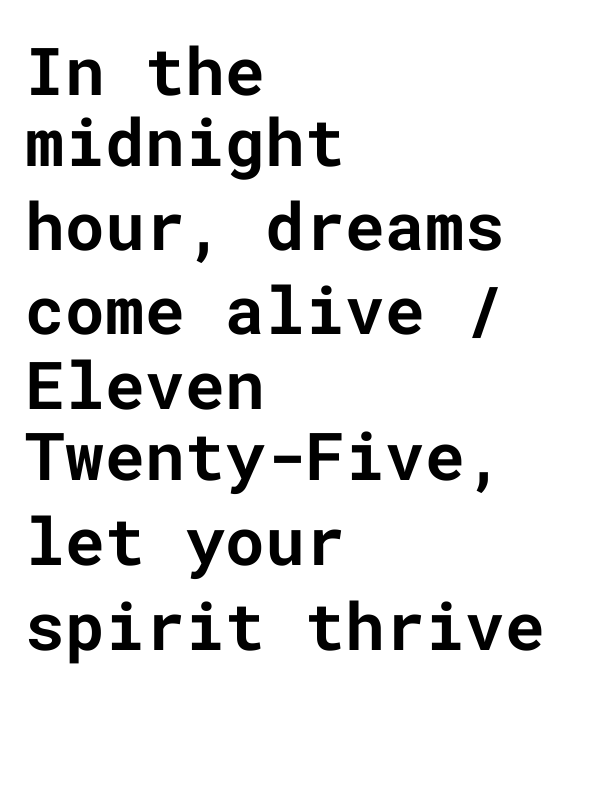 In the
midnight
hour, dreams
come alive /
Eleven
Twenty-Five,
let your
spirit thrive